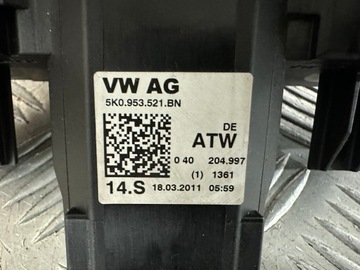 VW AG
5K0.953.521.BN
DE
ATW
0 40 204.997
(1) 1361
14.S 18.03.2011 05:59